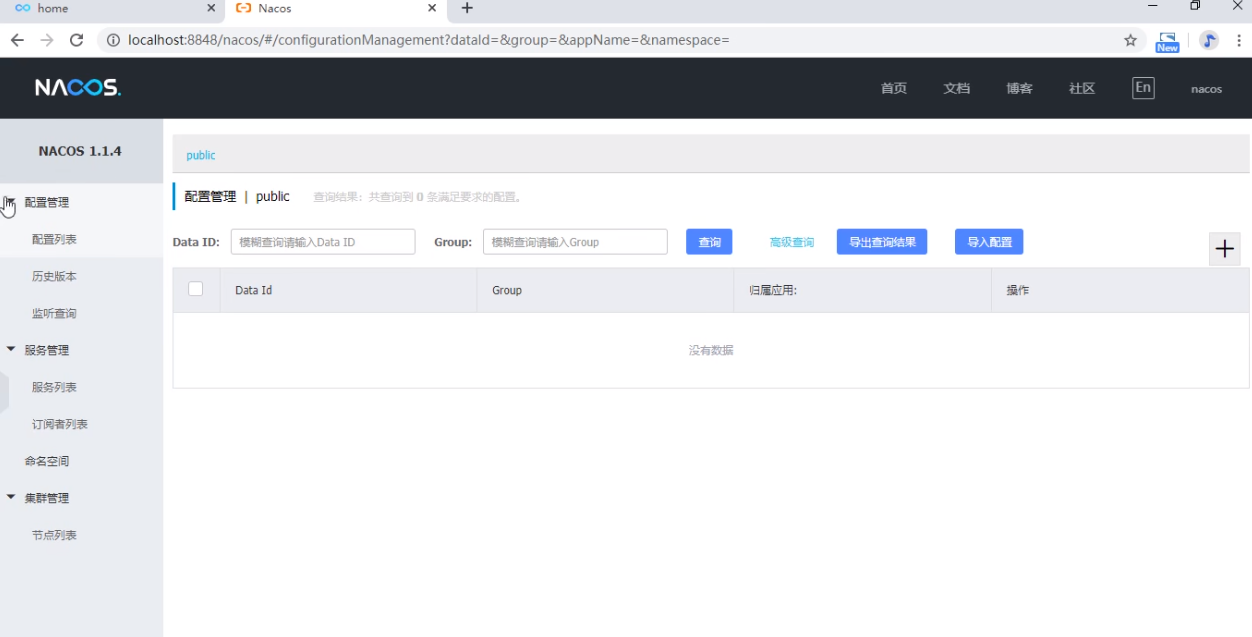 home
Nacos
localhost:8848/nacos/#/configurationManagement?dataId=&group=&appName=&namespace=
New
NACOS.
首页 文档 博客 社区 En nacos
NACOS 1.1.4
public
配置管理
配置管理 | public 查询结果：共查询到 0 条满足要求的配置。
配置列表
Data ID: 模糊查询请输入Data ID Group: 模糊查询请输入Group 查询 高级查询 导出查询结果 导入配置
历史版本
Data Id Group 归属应用: 操作
监听查询
服务管理
没有数据
服务列表
订阅者列表
命名空间
集群管理
节点列表